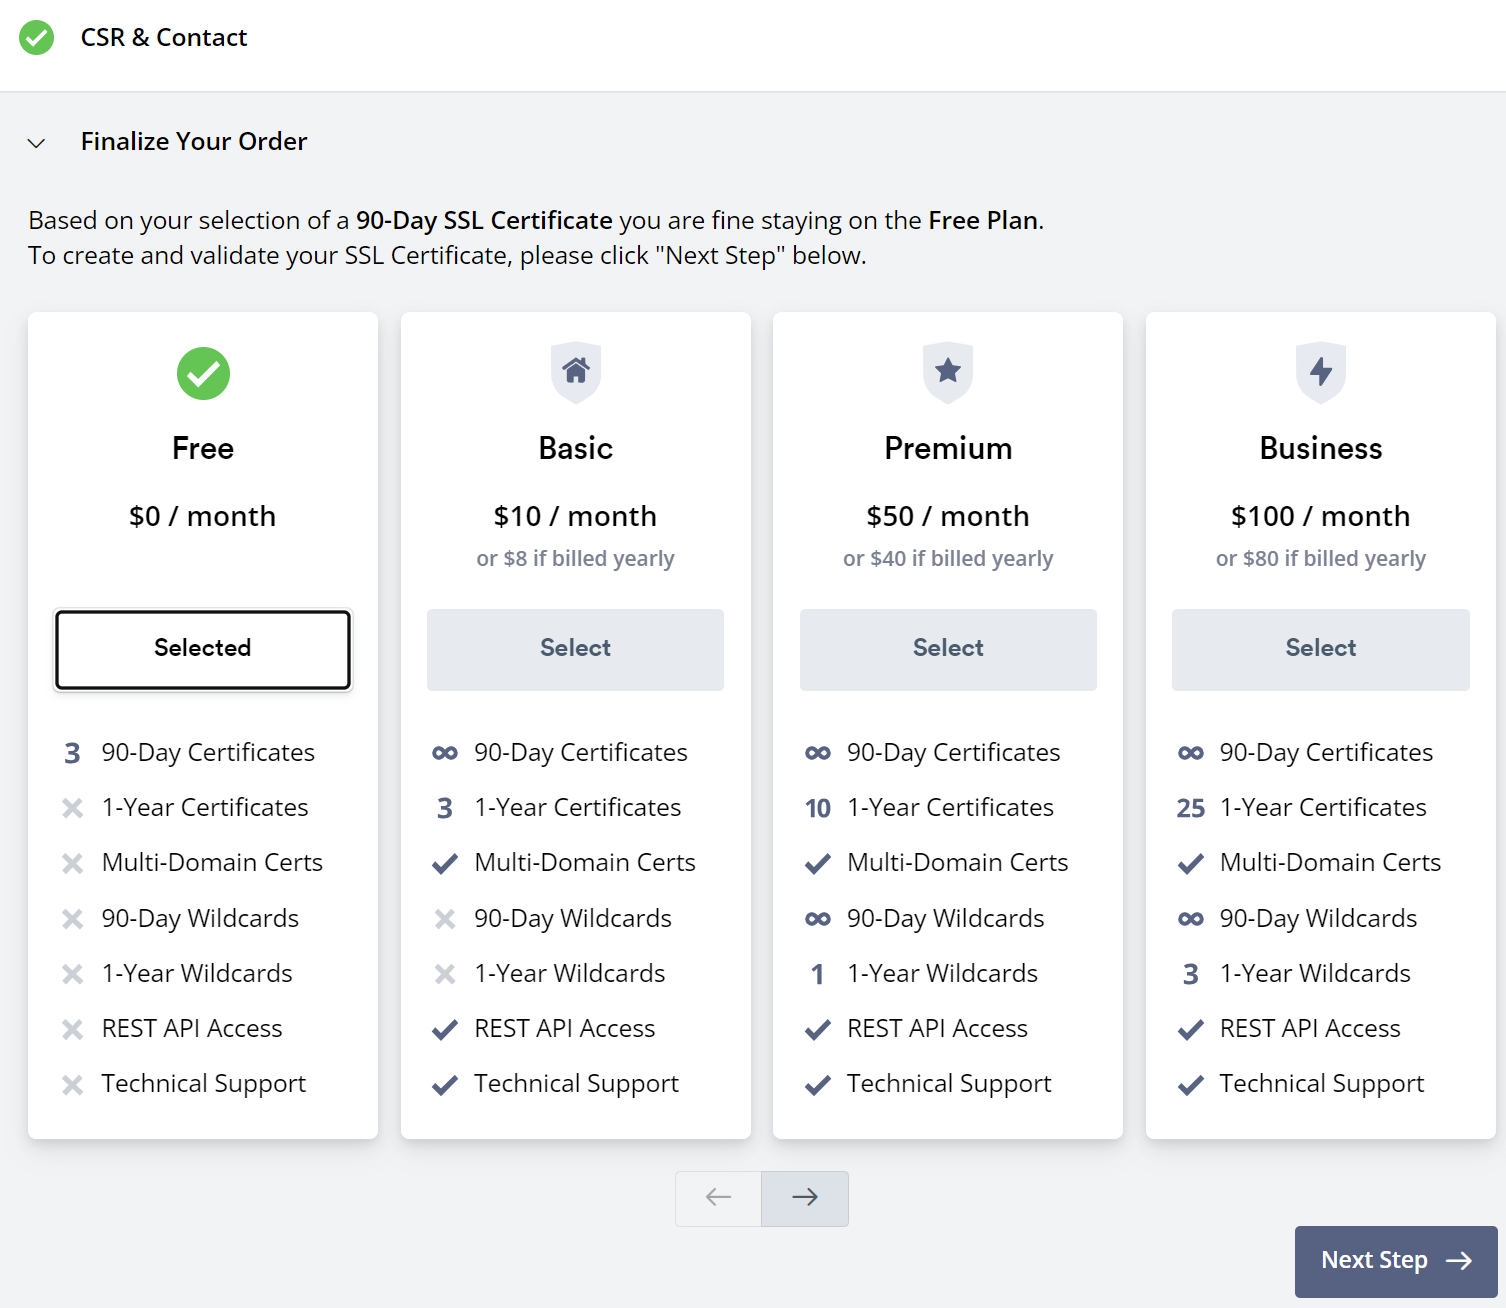 CSR & Contact
Finalize Your Order
Based on your selection of a 90-Day SSL Certificate you are fine staying on the Free Plan.
To create and validate your SSL Certificate, please click "Next Step" below.
Free
$0 / month
Selected
3 90-Day Certificates
1-Year Certificates
Multi-Domain Certs
90-Day Wildcards
1-Year Wildcards
REST API Access
Technical Support
Basic
$10 / month
or $8 if billed yearly
Select
∞ 90-Day Certificates
3 1-Year Certificates
Multi-Domain Certs
90-Day Wildcards
1-Year Wildcards
REST API Access
Technical Support
Premium
$50 / month
or $40 if billed yearly
Select
∞ 90-Day Certificates
10 1-Year Certificates
Multi-Domain Certs
∞ 90-Day Wildcards
1 1-Year Wildcards
REST API Access
Technical Support
Business
$100 / month
or $80 if billed yearly
Select
∞ 90-Day Certificates
25 1-Year Certificates
Multi-Domain Certs
∞ 90-Day Wildcards
3 1-Year Wildcards
REST API Access
Technical Support
Next Step